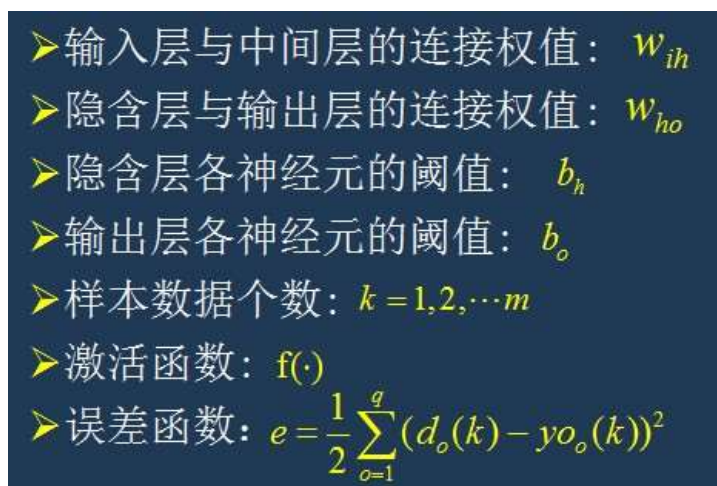 ➢输入层与中间层的连接权值： w_{ih}
➢隐含层与输出层的连接权值： w_{ho}
➢隐含层各神经元的阈值： b_h
➢输出层各神经元的阈值： b_o
➢样本数据个数： k = 1,2,⋯m
➢激活函数： f(·)
➢误差函数： e = \frac{1}{2}\sum_{o=1}^{q}(d_o(k) − yo_o(k))^2